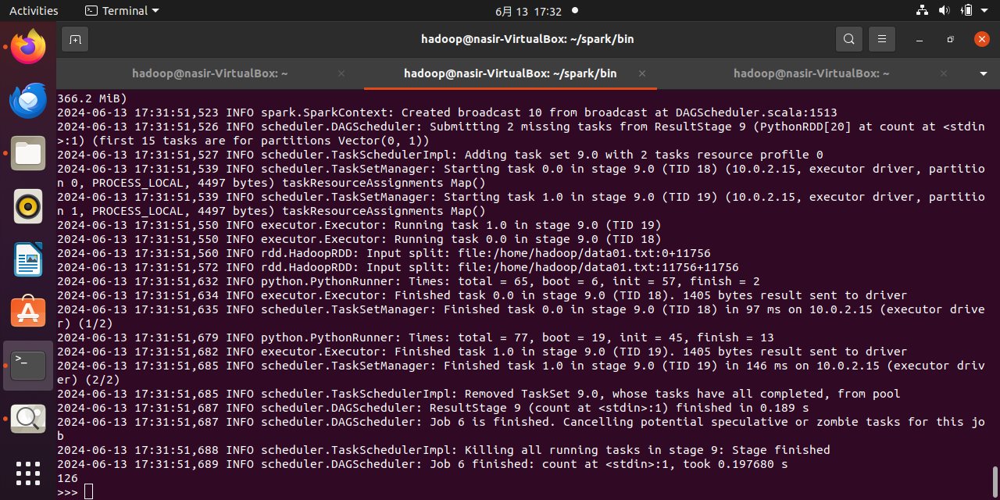 Activities Terminal 6月 13 17:32
hadoop@nasir-VirtualBox: ~/spark/bin
hadoop@nasir-VirtualBox: ~ hadoop@nasir-VirtualBox: ~/spark/bin hadoop@nasir-VirtualBox: ~
366.2 MiB)
2024-06-13 17:31:51,523 INFO spark.SparkContext: Created broadcast 10 from broadcast at DAGScheduler.scala:1513
2024-06-13 17:31:51,526 INFO scheduler.DAGScheduler: Submitting 2 missing tasks from ResultStage 9 (PythonRDD[20] at count at <stdin
>:1) (first 15 tasks are for partitions Vector(0, 1))
2024-06-13 17:31:51,527 INFO scheduler.TaskSchedulerImpl: Adding task set 9.0 with 2 tasks resource profile 0
2024-06-13 17:31:51,539 INFO scheduler.TaskSetManager: Starting task 0.0 in stage 9.0 (TID 18) (10.0.2.15, executor driver, partitio
n 0, PROCESS_LOCAL, 4497 bytes) taskResourceAssignments Map()
2024-06-13 17:31:51,539 INFO scheduler.TaskSetManager: Starting task 1.0 in stage 9.0 (TID 19) (10.0.2.15, executor driver, partitio
n 1, PROCESS_LOCAL, 4497 bytes) taskResourceAssignments Map()
2024-06-13 17:31:51,550 INFO executor.Executor: Running task 1.0 in stage 9.0 (TID 19)
2024-06-13 17:31:51,550 INFO executor.Executor: Running task 0.0 in stage 9.0 (TID 18)
2024-06-13 17:31:51,560 INFO rdd.HadoopRDD: Input split: file:/home/hadoop/data01.txt:0+11756
2024-06-13 17:31:51,572 INFO rdd.HadoopRDD: Input split: file:/home/hadoop/data01.txt:11756+11756
2024-06-13 17:31:51,632 INFO python.PythonRunner: Times: total = 65, boot = 6, init = 57, finish = 2
2024-06-13 17:31:51,634 INFO executor.Executor: Finished task 0.0 in stage 9.0 (TID 18). 1405 bytes result sent to driver
2024-06-13 17:31:51,635 INFO scheduler.TaskSetManager: Finished task 0.0 in stage 9.0 (TID 18) in 97 ms on 10.0.2.15 (executor drive
r) (1/2)
2024-06-13 17:31:51,679 INFO python.PythonRunner: Times: total = 77, boot = 19, init = 45, finish = 13
2024-06-13 17:31:51,682 INFO executor.Executor: Finished task 1.0 in stage 9.0 (TID 19). 1405 bytes result sent to driver
2024-06-13 17:31:51,685 INFO scheduler.TaskSetManager: Finished task 1.0 in stage 9.0 (TID 19) in 146 ms on 10.0.2.15 (executor driv
er) (2/2)
2024-06-13 17:31:51,685 INFO scheduler.TaskSchedulerImpl: Removed TaskSet 9.0, whose tasks have all completed, from pool
2024-06-13 17:31:51,687 INFO scheduler.DAGScheduler: ResultStage 9 (count at <stdin>:1) finished in 0.189 s
2024-06-13 17:31:51,687 INFO scheduler.DAGScheduler: Job 6 is finished. Cancelling potential speculative or zombie tasks for this jo
b
2024-06-13 17:31:51,688 INFO scheduler.TaskSchedulerImpl: Killing all running tasks in stage 9: Stage finished
2024-06-13 17:31:51,689 INFO scheduler.DAGScheduler: Job 6 finished: count at <stdin>:1, took 0.197680 s
126
>>>